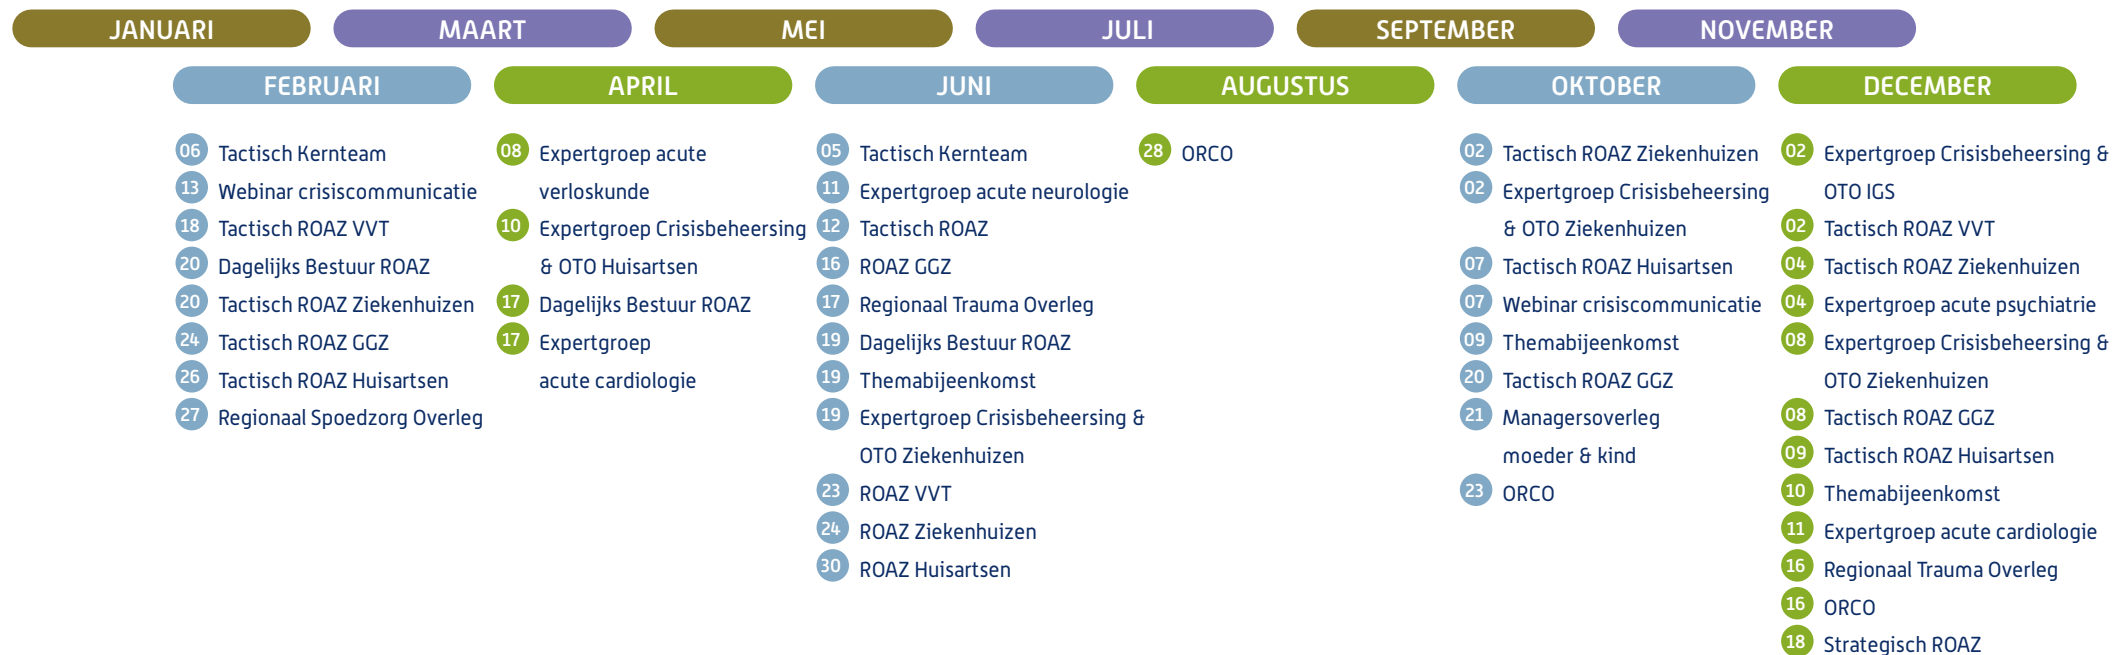 JANUARI
MAART
MEI
JULI
SEPTEMBER
NOVEMBER
FEBRUARI
APRIL
JUNI
AUGUSTUS
OKTOBER
DECEMBER
06 Tactisch Kernteam
13 Webinar crisiscommunicatie
18 Tactisch ROAZ VVT
20 Dagelijks Bestuur ROAZ
20 Tactisch ROAZ Ziekenhuizen
24 Tactisch ROAZ GGZ
26 Tactisch ROAZ Huisartsen
27 Regionaal Spoedzorg Overleg
08 Expertgroep acute
verloskunde
10 Expertgroep Crisisbeheersing
& OTO Huisartsen
17 Dagelijks Bestuur ROAZ
17 Expertgroep
acute cardiologie
05 Tactisch Kernteam
11 Expertgroep acute neurologie
12 Tactisch ROAZ
16 ROAZ GGZ
17 Regionaal Trauma Overleg
19 Dagelijks Bestuur ROAZ
19 Themabijeenkomst
19 Expertgroep Crisisbeheersing &
OTO Ziekenhuizen
23 ROAZ VVT
24 ROAZ Ziekenhuizen
30 ROAZ Huisartsen
28 ORCO
02 Tactisch ROAZ Ziekenhuizen
02 Expertgroep Crisisbeheersing
& OTO Ziekenhuizen
07 Tactisch ROAZ Huisartsen
07 Webinar crisiscommunicatie
09 Themabijeenkomst
20 Tactisch ROAZ GGZ
21 Managersoverleg
moeder & kind
23 ORCO
02 Expertgroep Crisisbeheersing &
OTO IGS
02 Tactisch ROAZ VVT
04 Tactisch ROAZ Ziekenhuizen
04 Expertgroep acute psychiatrie
08 Expertgroep Crisisbeheersing &
OTO Ziekenhuizen
08 Tactisch ROAZ GGZ
09 Tactisch ROAZ Huisartsen
10 Themabijeenkomst
11 Expertgroep acute cardiologie
16 Regionaal Trauma Overleg
16 ORCO
18 Strategisch ROAZ